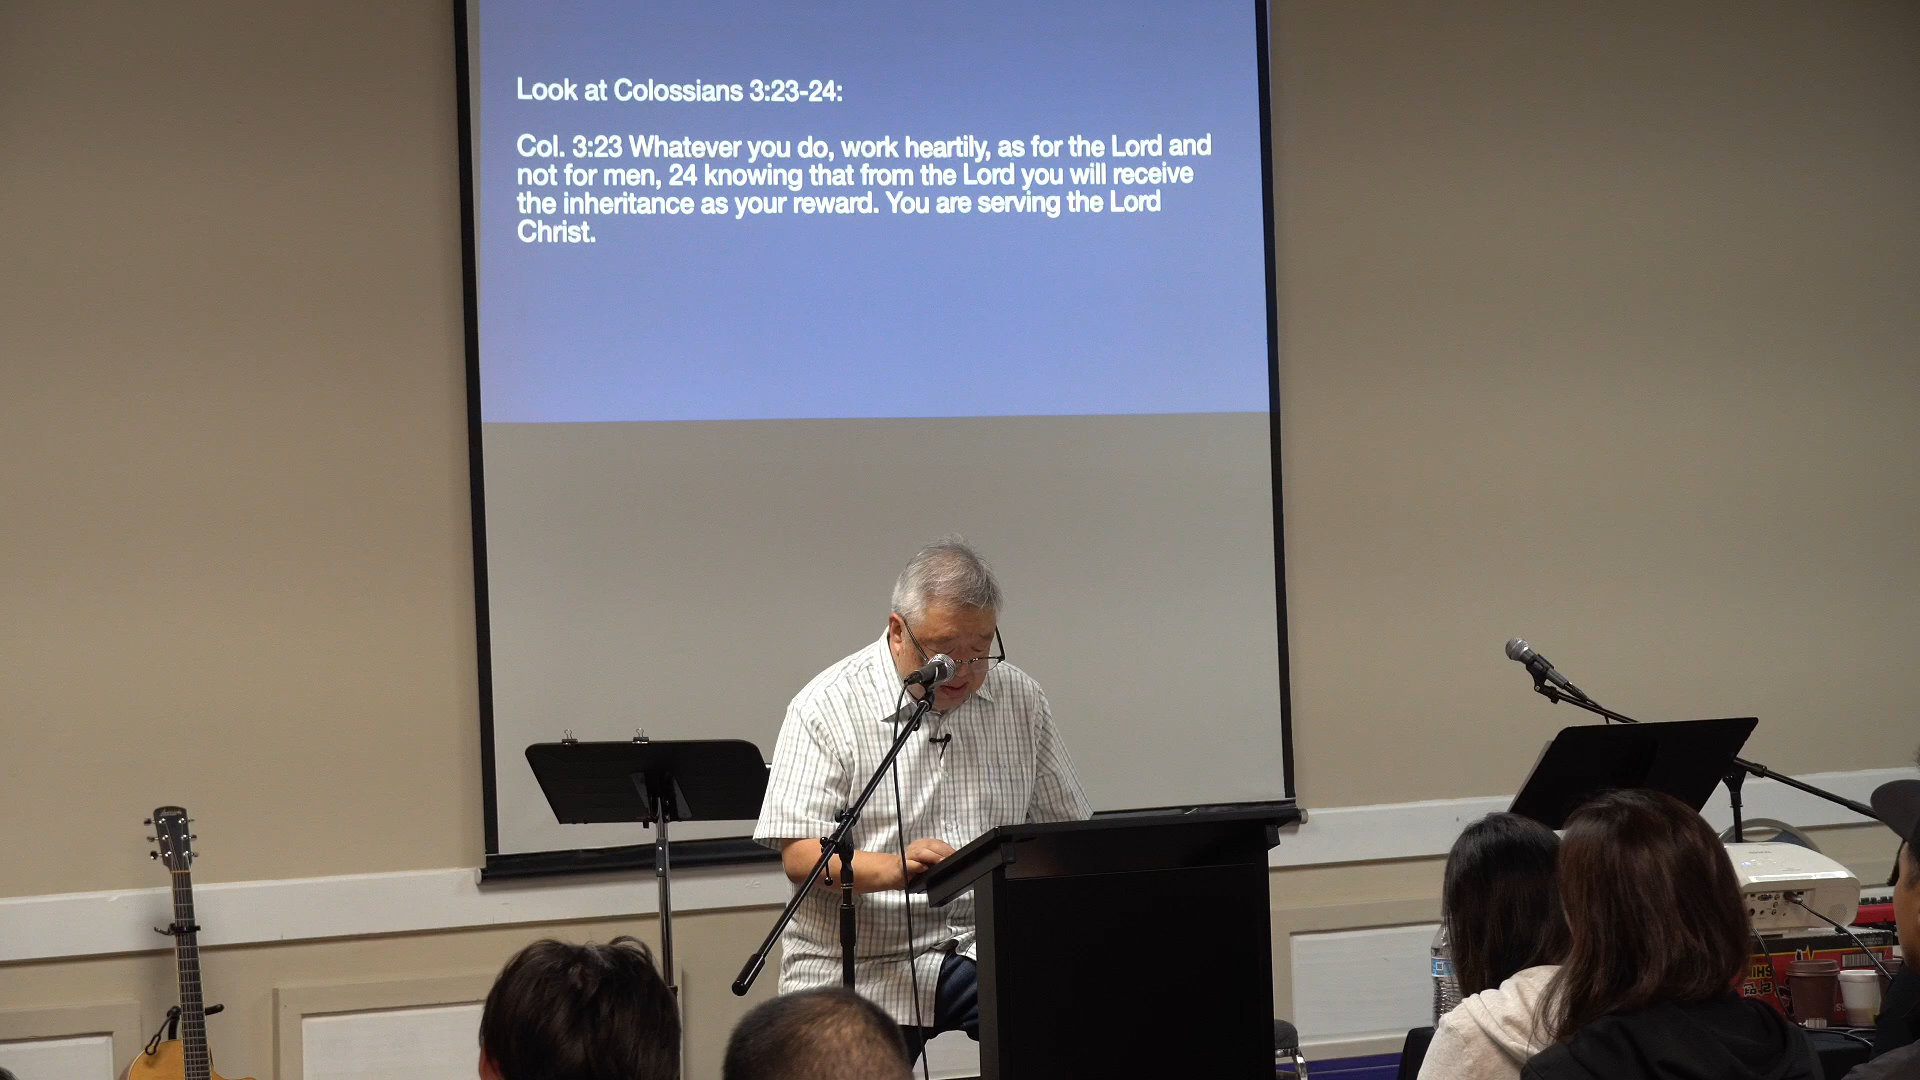 Look at Colossians 3:23-24:
Col. 3:23 Whatever you do, work heartily, as for the Lord and
not for men, 24 knowing that from the Lord you will receive
the inheritance as your reward. You are serving the Lord
Christ.